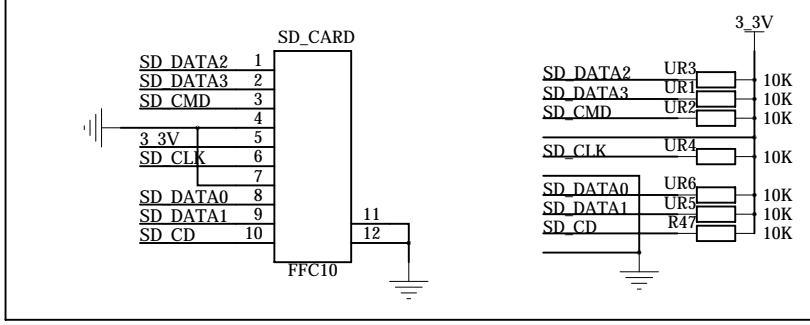 SD_CARD
SD_DATA2 1
SD_DATA3 2
SD_CMD 3
4
3_3V 5
SD_CLK 6
7
SD_DATA0 8
SD_DATA1 9
SD_CD 10
11
12
FFC10
3_3V
SD_DATA2 UR3 10K
SD_DATA3 UR1 10K
SD_CMD UR2 10K
SD_CLK UR4 10K
SD_DATA0 UR6 10K
SD_DATA1 UR5 10K
SD_CD R47 10K